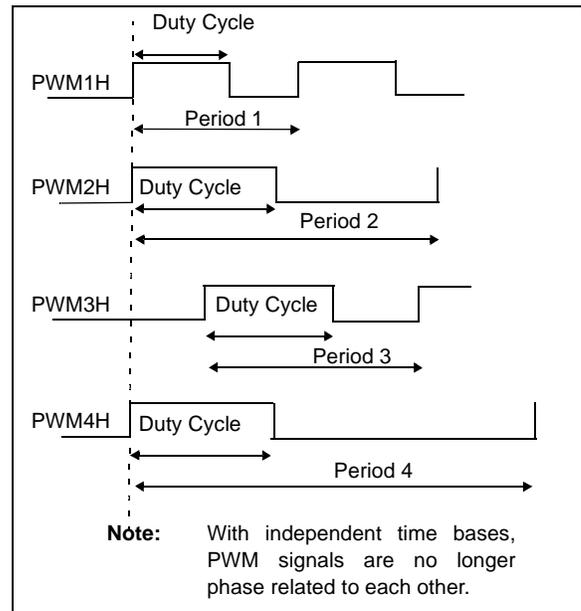 Duty Cycle
PWM1H
Period 1
PWM2H
Duty Cycle
Period 2
PWM3H
Duty Cycle
Period 3
PWM4H
Duty Cycle
Period 4
Note: With independent time bases,
PWM signals are no longer
phase related to each other.